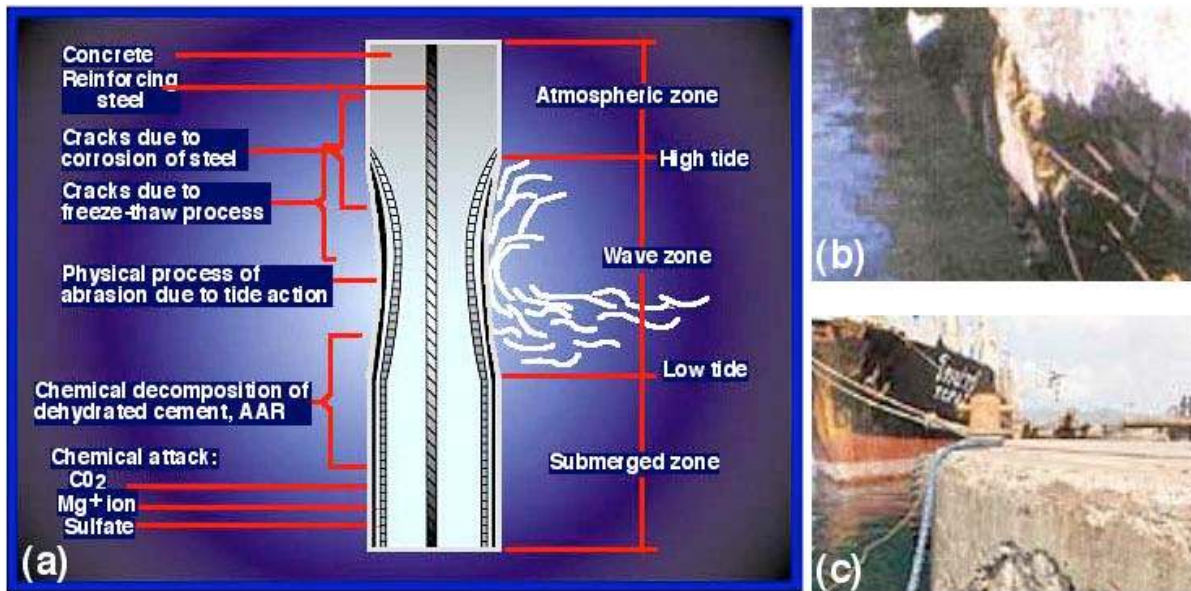 Concrete
Reinforcing
steel
Cracks due to
corrosion of steel
Cracks due to
freeze-thaw process
Physical process of
abrasion due to tide action
Chemical decomposition of
dehydrated cement, AAR
Chemical attack:
CO2
Mg+ ion
Sulfate
(a)
Atmospheric zone
High tide
Wave zone
Low tide
Submerged zone
(b)
(c)